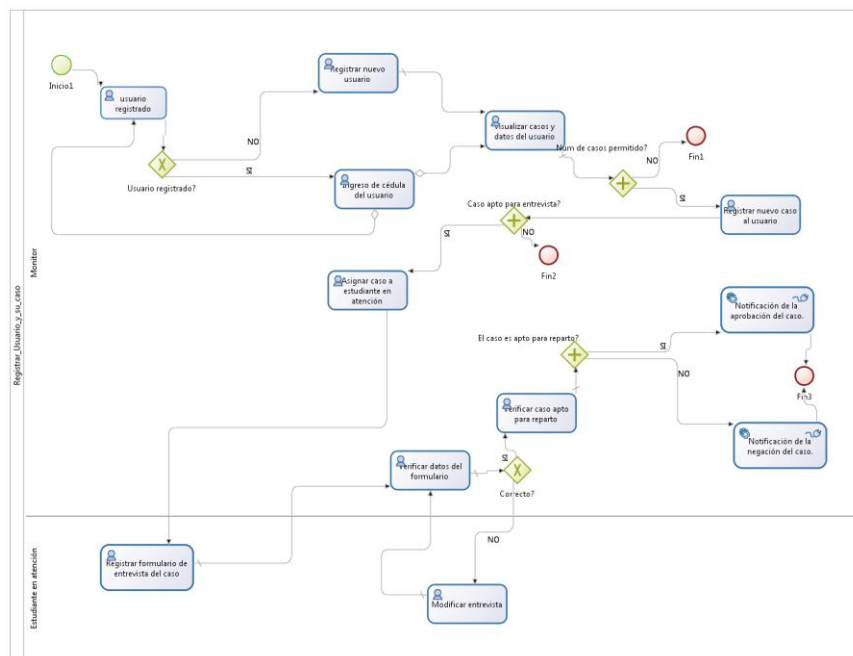 Registrar_Usuario_y_su_caso
Monitor
Inicio1
usuario
registrado
Usuario registrado?
NO
SI
Registrar nuevo
usuario
Ingreso de cédula
del usuario
Visualizar casos y
datos del usuario
Num de casos permitido?
NO
Fin1
SI
Registrar nuevo caso
al usuario
Caso apto para entrevista?
SI
NO
Fin2
Asignar caso a
estudiante en
atención
El caso es apto para reparto?
SI
NO
Notificación de la
aprobación del caso.
Fin3
Notificación de la
negación del caso.
Verificar caso apto
para reparto
SI
Correcto?
NO
Verificar datos del
formulario
Estudiante en atención
Registrar formulario de
entrevista del caso
Modificar entrevista